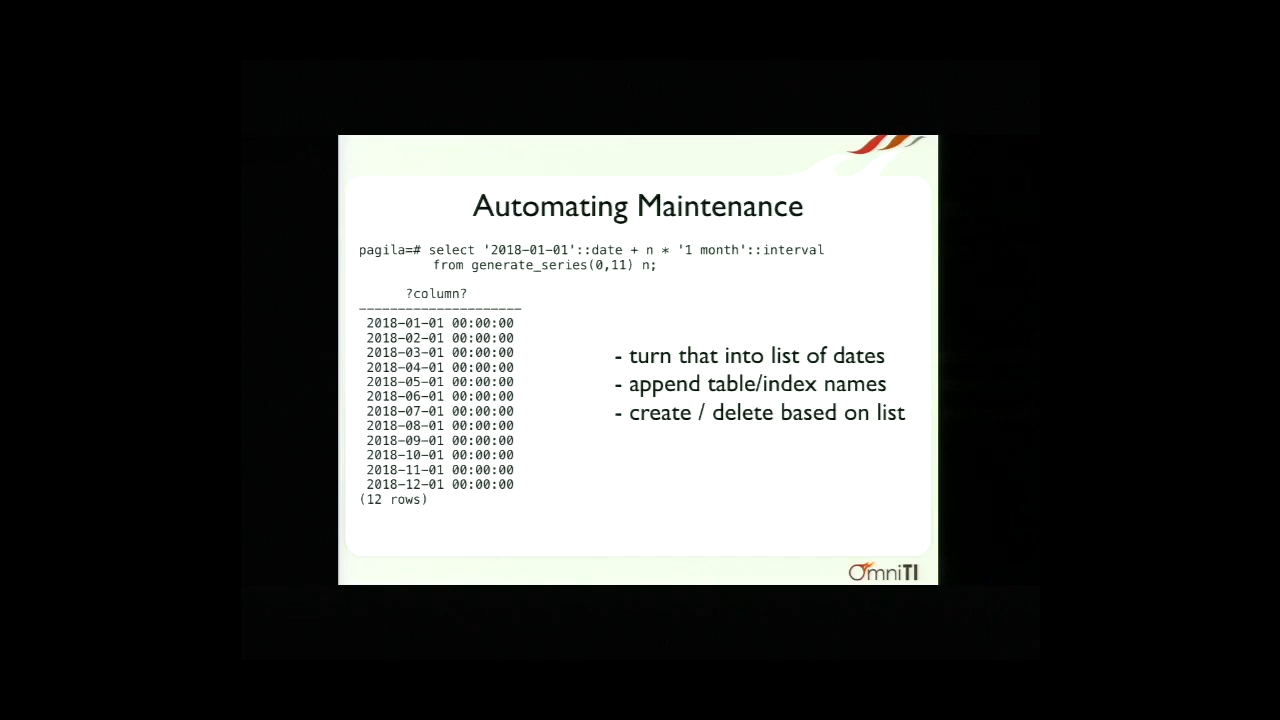 Automating Maintenance
pagila=# select '2018-01-01'::date + n * '1 month'::interval
from generate_series(0,11) n;
?column?
---------------------
2018-01-01 00:00:00
2018-02-01 00:00:00
2018-03-01 00:00:00
2018-04-01 00:00:00
2018-05-01 00:00:00
2018-06-01 00:00:00
2018-07-01 00:00:00
2018-08-01 00:00:00
2018-09-01 00:00:00
2018-10-01 00:00:00
2018-11-01 00:00:00
2018-12-01 00:00:00
(12 rows)
- turn that into list of dates
- append table/index names
- create / delete based on list
OmniTI